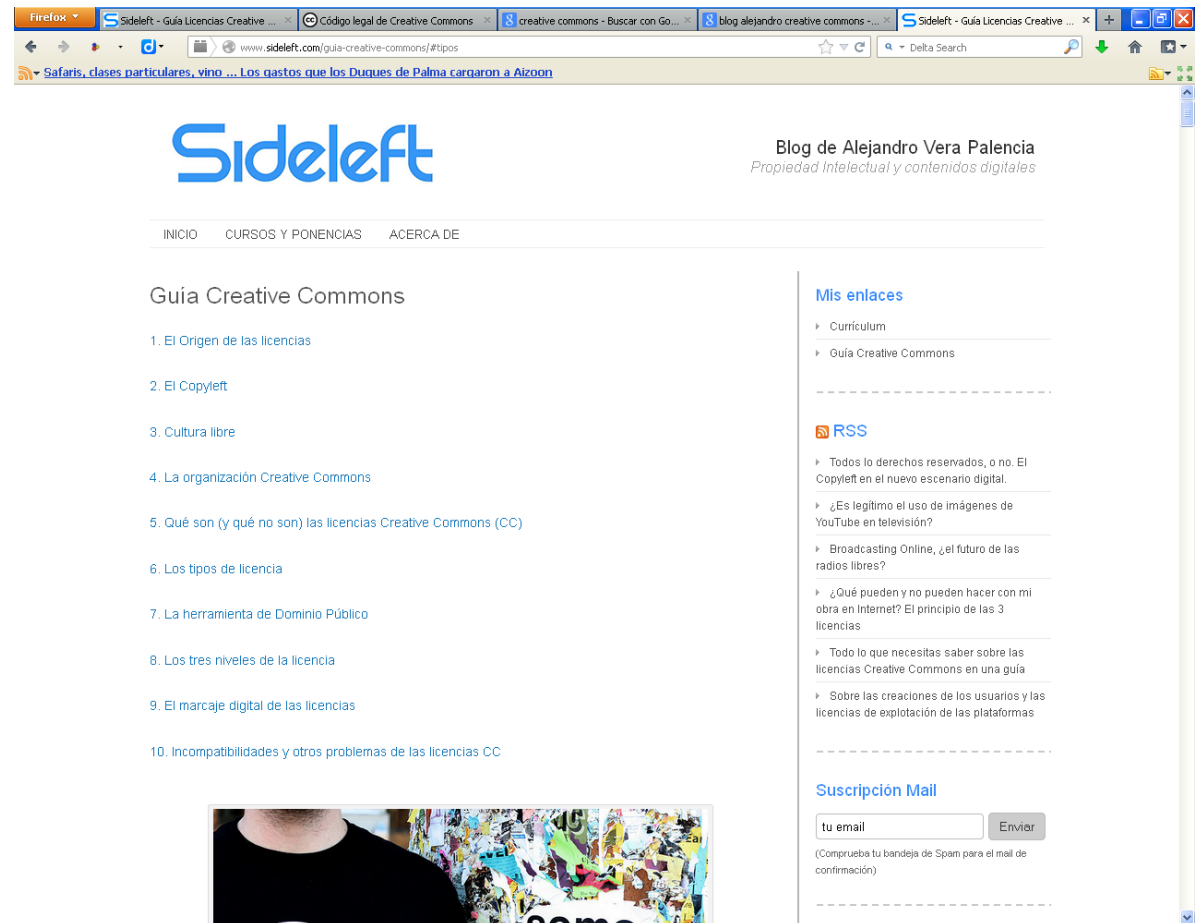 Firefox
Sideleft - Guía Licencias Creative ...
Código legal de Creative Commons
creative commons - Buscar con Go...
blog alejandro creative commons -...
Sideleft - Guía Licencias Creative ...
www.sideleft.com/guia-creative-commons/#tipos
Delta Search
Safaris, clases particulares, vino ... Los gastos que los Duques de Palma cargaron a Aizoon
Sideleft
Blog de Alejandro Vera Palencia
Propiedad Intelectual y contenidos digitales
INICIO CURSOS Y PONENCIAS ACERCA DE
Guía Creative Commons
1. El Origen de las licencias
2. El Copyleft
3. Cultura libre
4. La organización Creative Commons
5. Qué son (y qué no son) las licencias Creative Commons (CC)
6. Los tipos de licencia
7. La herramienta de Dominio Público
8. Los tres niveles de la licencia
9. El marcaje digital de las licencias
10. Incompatibilidades y otros problemas de las licencias CC
Mis enlaces
Currículum
Guía Creative Commons
RSS
Todos lo derechos reservados, o no. El
Copyleft en el nuevo escenario digital.
¿Es legítimo el uso de imágenes de
YouTube en televisión?
Broadcasting Online, ¿el futuro de las
radios libres?
¿Qué pueden y no pueden hacer con mi
obra en Internet? El principio de las 3
licencias
Todo lo que necesitas saber sobre las
licencias Creative Commons en una guía
Sobre las creaciones de los usuarios y las
licencias de explotación de las plataformas
Suscripción Mail
tu email
Enviar
(Comprueba tu bandeja de Spam para el mail de
confirmación)